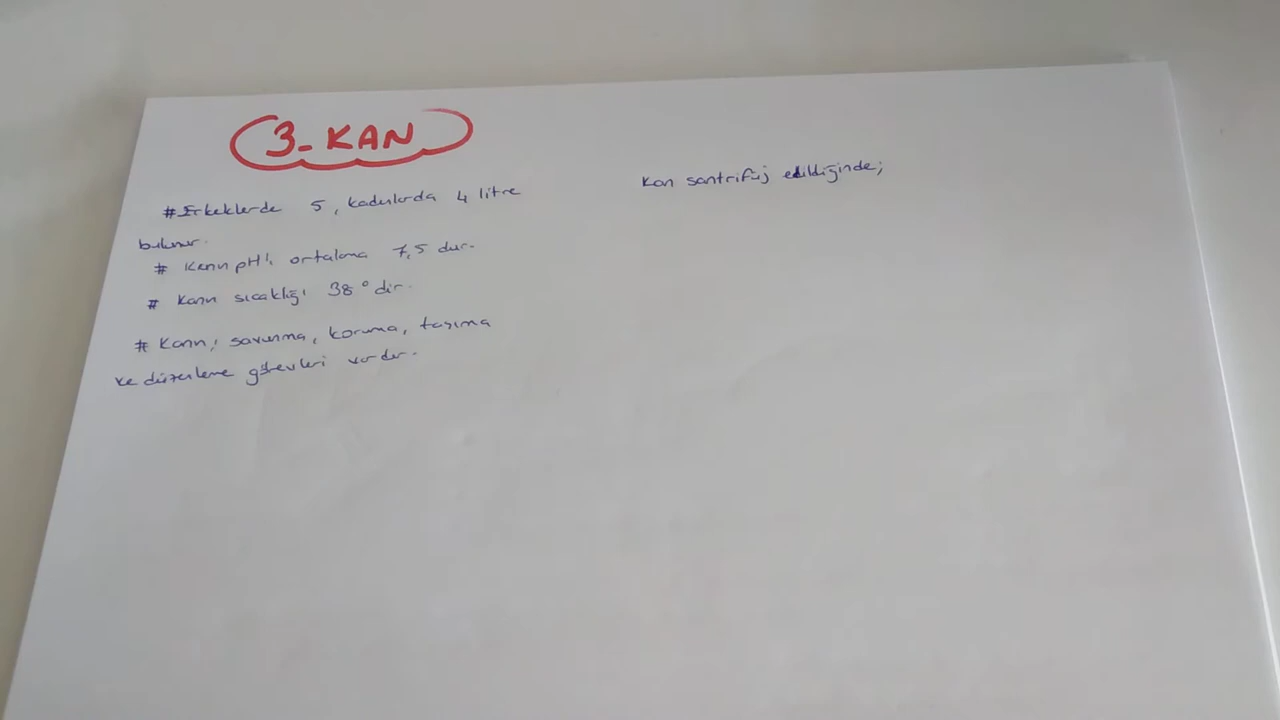 3- KAN
# Erkeklerde 5, kadınlarda 4 litre
bulunur.
# Kanın pH'ı ortalama 7,5 dur.
# Kanın sıcaklığı 38° dir.
# Kanın; savunma, koruma, taşıma
ve düzenleme görevleri vardır.
Kan santrifüj edildiğinde;